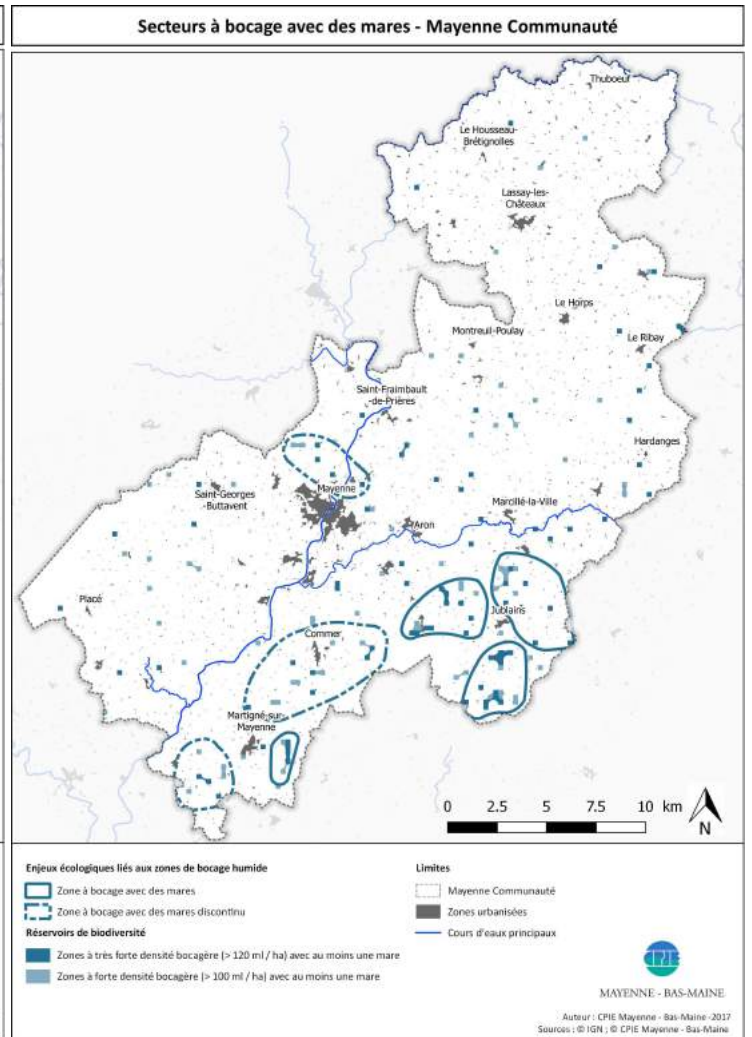 Secteurs à bocage avec des mares - Mayenne Communauté
Thuboeuf
Le Housseau-
Brétignolles
Lassay-les-
Châteaux
Le Horps
Montreuil-Poulay
Le Ribay
Saint-Fraimbault
-de-Prières
Hardanges
Mayenne
Saint-Georges
-Buttavent
Marcillé-la-Ville
Aron
Placé
Jublains
Commer
Martigné-sur-
Mayenne
0 2.5 5 7.5 10 km
N
Enjeux écologiques liés aux zones de bocage humide
Zone à bocage avec des mares
Zone à bocage avec des mares discontinu
Réservoirs de biodiversité
Zones à très forte densité bocagère (> 120 ml / ha) avec au moins une mare
Zones à forte densité bocagère (> 100 ml / ha) avec au moins une mare
Limites
Mayenne Communauté
Zones urbanisées
Cours d'eaux principaux
CPIE
MAYENNE - BAS-MAINE
Auteur : CPIE Mayenne - Bas-Maine -2017
Sources : © IGN ; © CPIE Mayenne - Bas-Maine